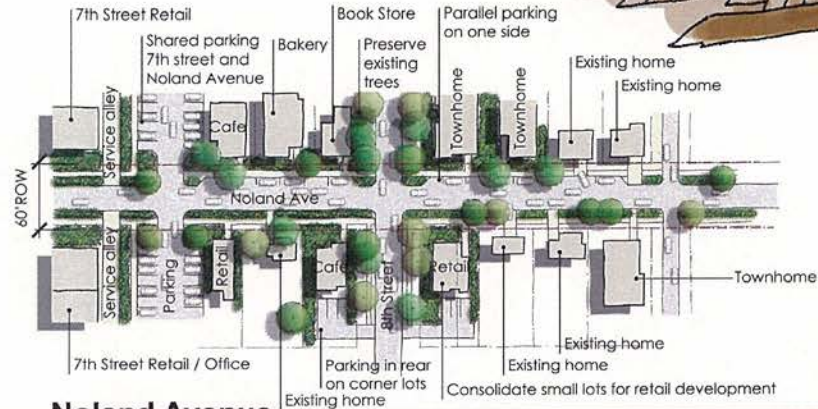 7th Street Retail
Shared parking
7th street and
Noland Avenue
Bakery
Book Store
Preserve
existing
trees
Parallel parking
on one side
Existing home
Existing home
Service alley
Cafe
Townhome
Townhome
60'ROW
Noland Ave
Service alley
Parking
Retail
Cafe
8th Street
Retail
Townhome
7th Street Retail / Office
Existing home
Parking in rear
on corner lots
Existing home
Existing home
Consolidate small lots for retail development
Noland Avenue